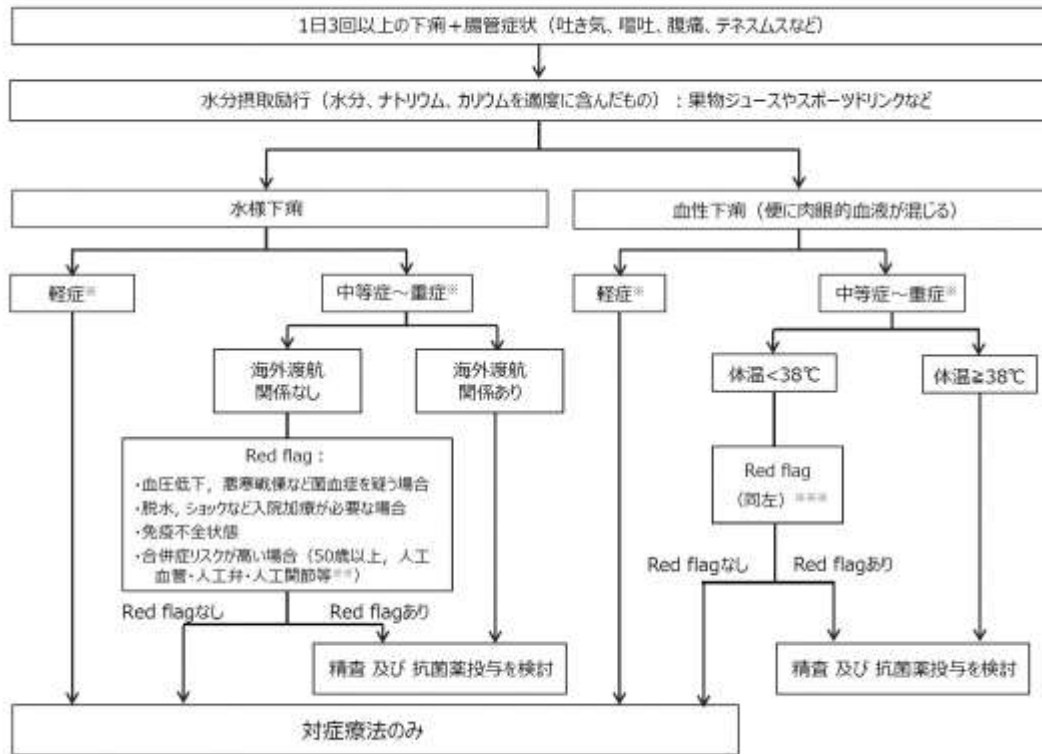 1日3回以上の下痢＋腸管症状（吐き気、嘔吐、腹痛、テネスムスなど）
水分摂取励行（水分、ナトリウム、カリウムを適度に含んだもの）：果物ジュースやスポーツドリンクなど
水様下痢
血性下痢（便に肉眼的血液が混じる）
軽症※
中等症～重症※
軽症※
中等症～重症※
海外渡航
関係なし
海外渡航
関係あり
体温<38℃
体温≧38℃
Red flag：
・血圧低下，悪寒戦慄など菌血症を疑う場合
・脱水，ショックなど入院加療が必要な場合
・免疫不全状態
・合併症リスクが高い場合（50歳以上，人工
血管・人工弁・人工関節等※※）
Red flag
（同左）※※※
Red flagなし
Red flagあり
Red flagなし
Red flagあり
精査 及び 抗菌薬投与を検討
精査 及び 抗菌薬投与を検討
対症療法のみ